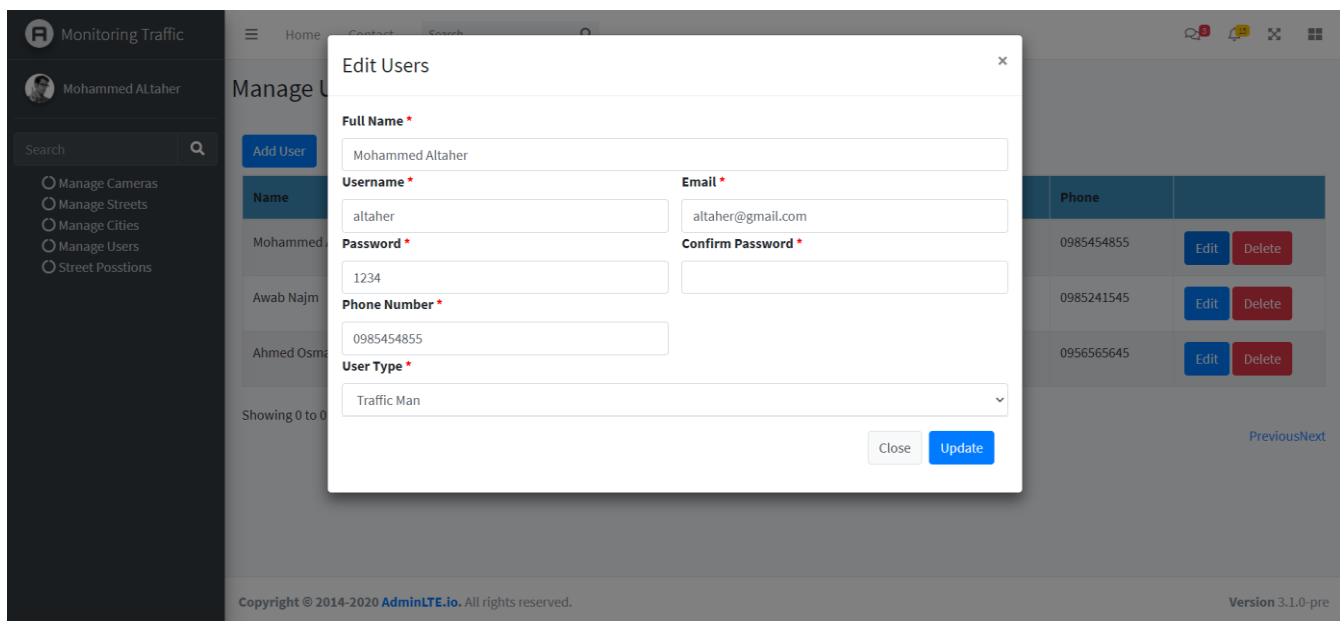 Monitoring Traffic
Home Contact Search
3 15
Mohammed ALtaher
Manage U
Search
Manage Cameras
Manage Streets
Manage Cities
Manage Users
Street Posstions
Edit Users ×
Full Name *
Mohammed Altaher
Username * Email *
altaher altaher@gmail.com
Password * Confirm Password *
1234
Phone Number *
0985454855
User Type *
Traffic Man
Close Update
Add User
Name Phone
Mohammed 0985454855 Edit Delete
Awab Najm 0985241545 Edit Delete
Ahmed Osma 0956565645 Edit Delete
Showing 0 to 0
PreviousNext
Copyright © 2014-2020 AdminLTE.io. All rights reserved. Version 3.1.0-pre